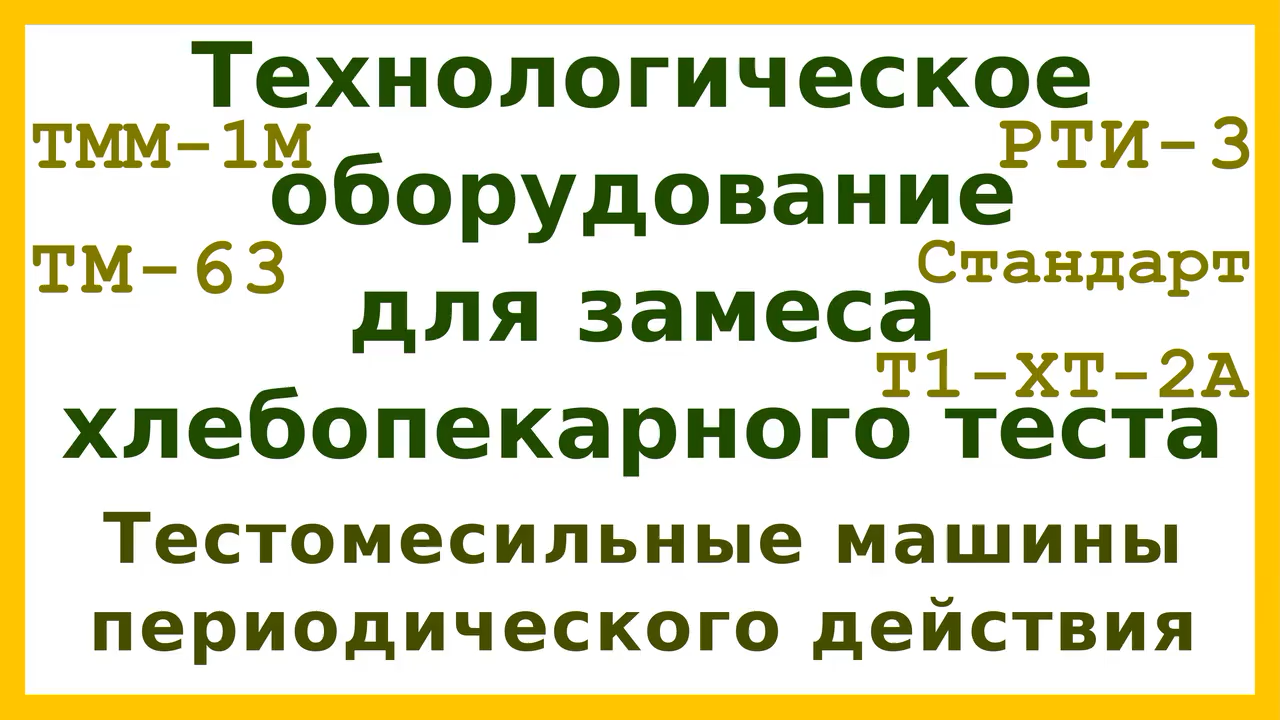 Технологическое
ТММ-1М
РТИ-3
оборудование
ТМ-63
Стандарт
для замеса
Т1-ХТ-2А
хлебопекарного теста
Тестомесильные машины
периодического действия